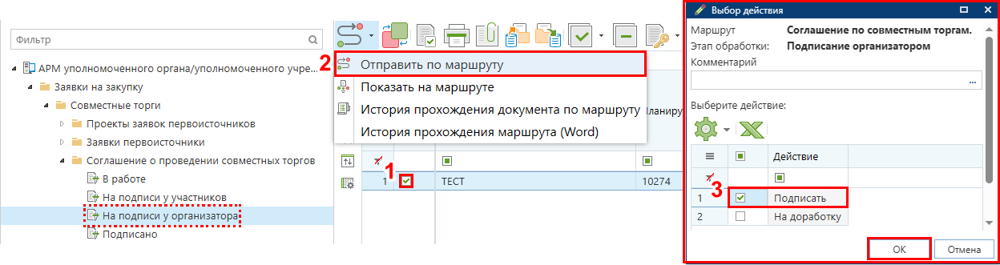 Фильтр
АРМ уполномоченного органа/уполномоченного учре...
Заявки на закупку
Совместные торги
Проекты заявок первоисточников
Заявки первоисточники
Соглашение о проведении совместных торгов
В работе
На подписи у участников
На подписи у организатора
Подписано
2
Отправить по маршруту
Показать на маршруте
История прохождения документа по маршруту
История прохождения маршрута (Word)
Планиру
1
1
ТЕСТ
10274
Выбор действия
Маршрут Соглашение по совместным торгам.
Этап обработки: Подписание организатором
Комментарий
...
Выберите действие:
Действие
3
1 Подписать
2 На доработку
ОК
Отмена